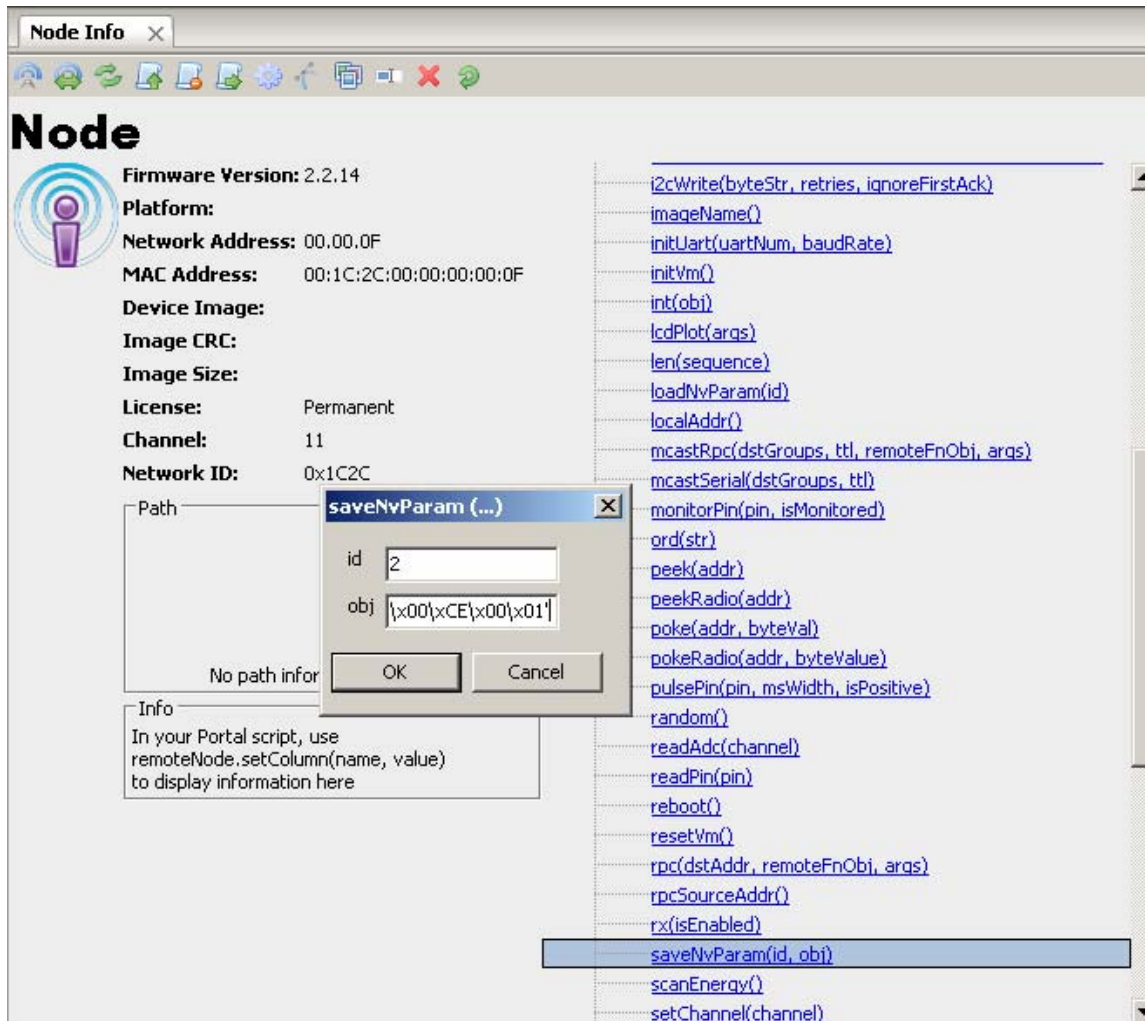 Node Info
Node
Firmware Version: 2.2.14
Platform:
Network Address: 00.00.0F
MAC Address: 00:1C:2C:00:00:00:00:0F
Device Image:
Image CRC:
Image Size:
License: Permanent
Channel: 11
Network ID: 0x1C2C
Path
No path infor
Info
In your Portal script, use
remoteNode.setColumn(name, value)
to display information here
saveNvParam (...)
id 2
obj \x00\xCE\x00\x01'
OK Cancel
i2cWrite(byteStr, retries, ignoreFirstAck)
imageName()
initUart(uartNum, baudRate)
initVm()
int(obj)
lcdPlot(args)
len(sequence)
loadNvParam(id)
localAddr()
mcastRpc(dstGroups, ttl, remoteFnObj, args)
mcastSerial(dstGroups, ttl)
monitorPin(pin, isMonitored)
ord(str)
peek(addr)
peekRadio(addr)
poke(addr, byteVal)
pokeRadio(addr, byteValue)
pulsePin(pin, msWidth, isPositive)
random()
readAdc(channel)
readPin(pin)
reboot()
resetVm()
rpc(dstAddr, remoteFnObj, args)
rpcSourceAddr()
rx(isEnabled)
saveNvParam(id, obj)
scanEnergy()
setChannel(channel)